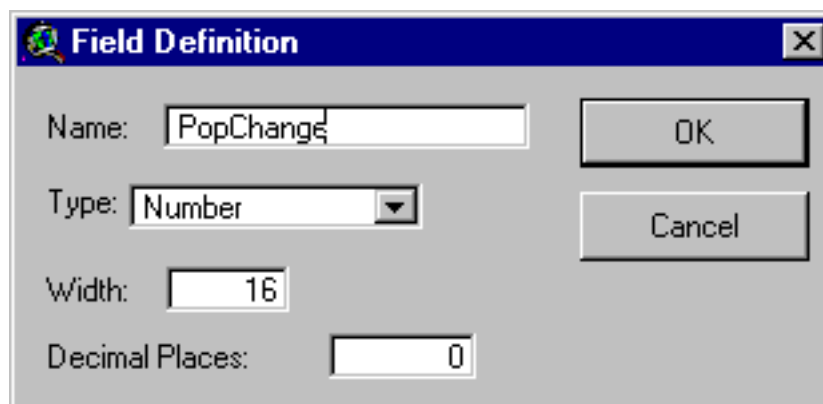 Field Definition
Name: PopChange
OK
Type: Number
Cancel
Width: 16
Decimal Places: 0